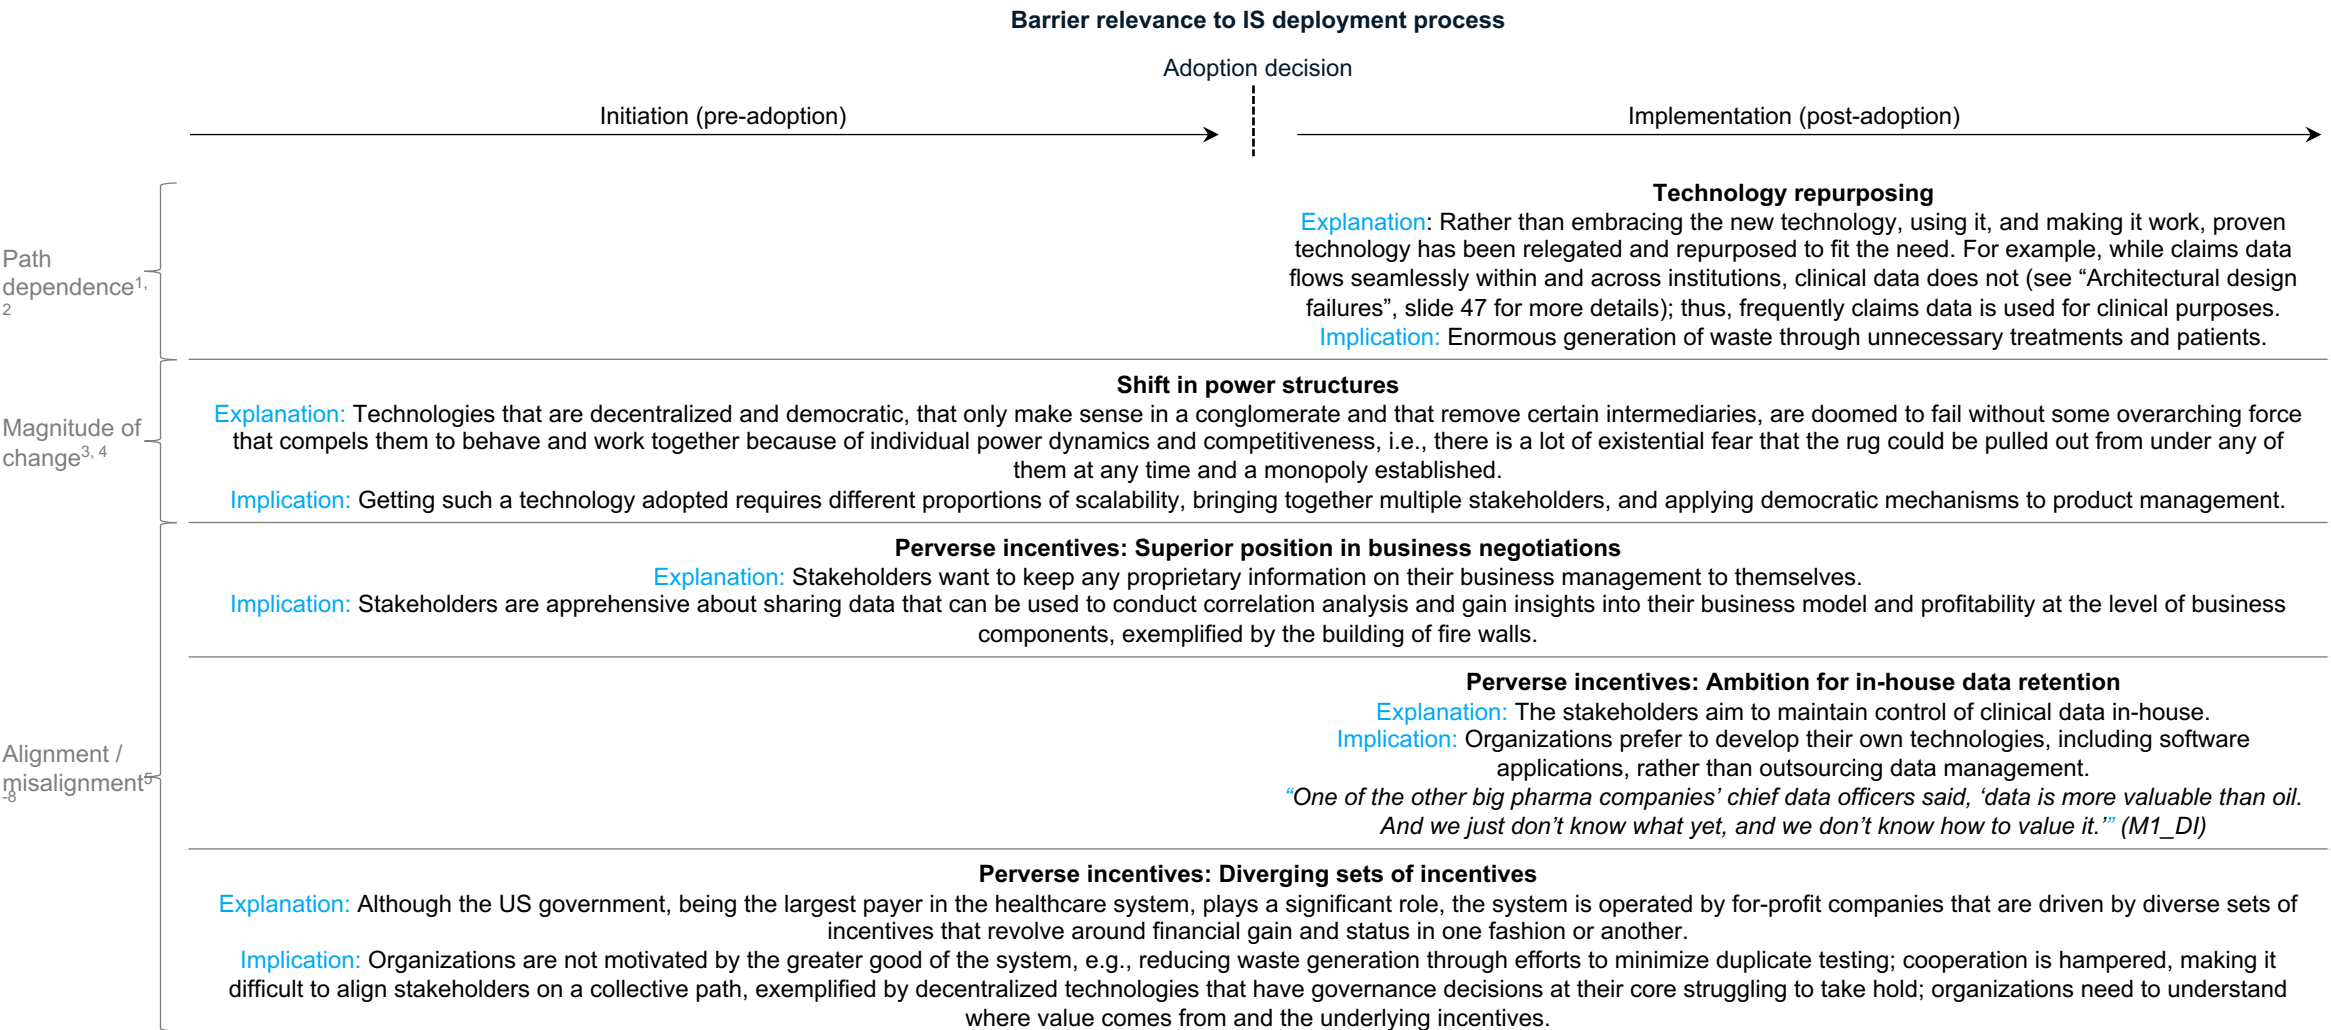 Barrier relevance to IS deployment process
Adoption decision
Initiation (pre-adoption)
Implementation (post-adoption)
Path
dependence1,
2
Technology repurposing
Explanation: Rather than embracing the new technology, using it, and making it work, proven
technology has been relegated and repurposed to fit the need. For example, while claims data
flows seamlessly within and across institutions, clinical data does not (see “Architectural design
failures”, slide 47 for more details); thus, frequently claims data is used for clinical purposes.
Implication: Enormous generation of waste through unnecessary treatments and patients.
Magnitude of
change3, 4
Shift in power structures
Explanation: Technologies that are decentralized and democratic, that only make sense in a conglomerate and that remove certain intermediaries, are doomed to fail without some overarching force
that compels them to behave and work together because of individual power dynamics and competitiveness, i.e., there is a lot of existential fear that the rug could be pulled out from under any of
them at any time and a monopoly established.
Implication: Getting such a technology adopted requires different proportions of scalability, bringing together multiple stakeholders, and applying democratic mechanisms to product management.
Alignment /
misalignment5
-8
Perverse incentives: Superior position in business negotiations
Explanation: Stakeholders want to keep any proprietary information on their business management to themselves.
Implication: Stakeholders are apprehensive about sharing data that can be used to conduct correlation analysis and gain insights into their business model and profitability at the level of business
components, exemplified by the building of fire walls.
Perverse incentives: Ambition for in-house data retention
Explanation: The stakeholders aim to maintain control of clinical data in-house.
Implication: Organizations prefer to develop their own technologies, including software
applications, rather than outsourcing data management.
“One of the other big pharma companies’ chief data officers said, ‘data is more valuable than oil.
And we just don’t know what yet, and we don’t know how to value it.’” (M1_DI)
Perverse incentives: Diverging sets of incentives
Explanation: Although the US government, being the largest payer in the healthcare system, plays a significant role, the system is operated by for-profit companies that are driven by diverse sets of
incentives that revolve around financial gain and status in one fashion or another.
Implication: Organizations are not motivated by the greater good of the system, e.g., reducing waste generation through efforts to minimize duplicate testing; cooperation is hampered, making it
difficult to align stakeholders on a collective path, exemplified by decentralized technologies that have governance decisions at their core struggling to take hold; organizations need to understand
where value comes from and the underlying incentives.